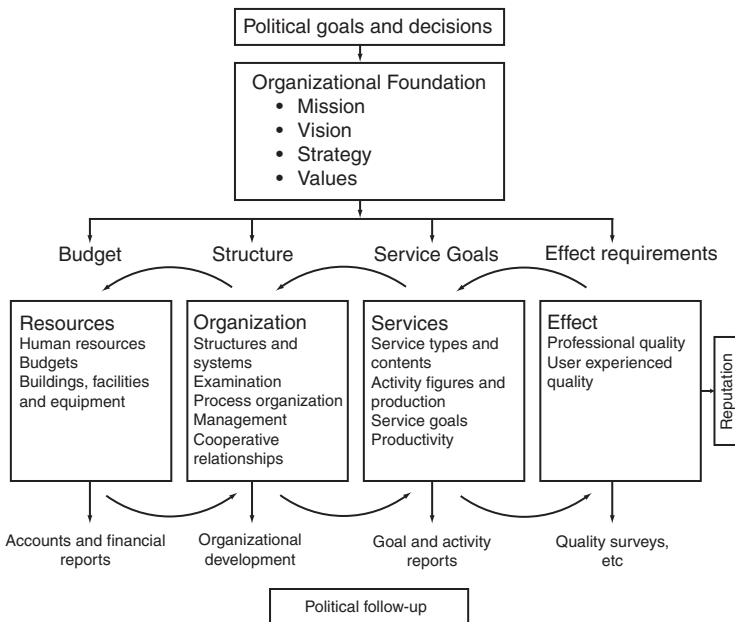 Political goals and decisions
Organizational Foundation
• Mission
• Vision
• Strategy
• Values
Budget
Structure
Service Goals
Effect requirements
Resources
Human resources
Budgets
Buildings, facilities
and equipment
Organization
Structures and
systems
Examination
Process organization
Management
Cooperative
relationships
Services
Service types and
contents
Activity figures and
production
Service goals
Productivity
Effect
Professional quality
User experienced
quality
Reputation
Accounts and financial
reports
Organizational
development
Goal and activity
reports
Quality surveys,
etc
Political follow-up